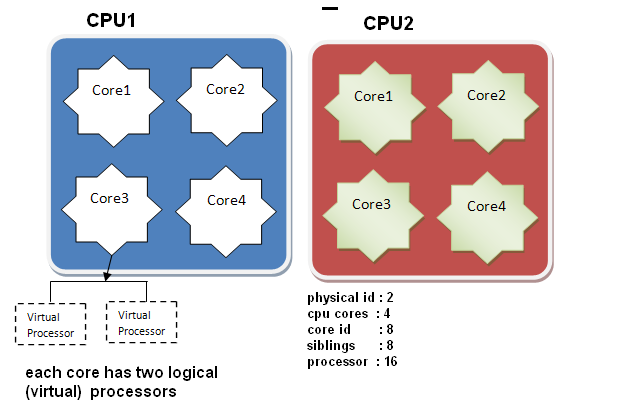 CPU1
CPU2
Core1
Core2
Core3
Core4
Core1
Core2
Core3
Core4
Virtual
Processor
Virtual
Processor
each core has two logical
(virtual) processors
physical id : 2
cpu cores : 4
core id : 8
siblings : 8
processor : 16